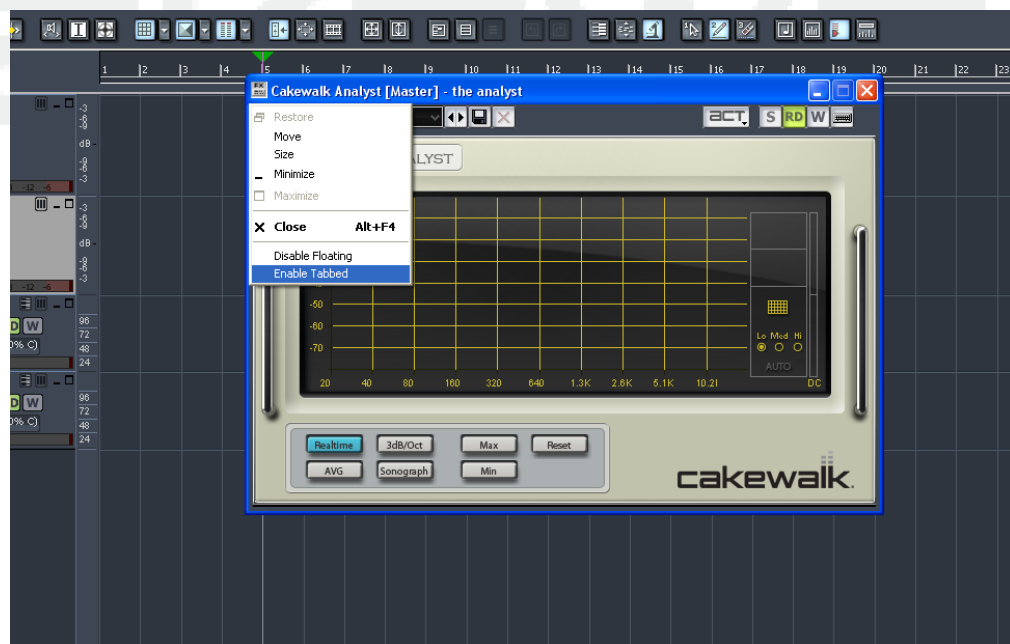 1 2 3 4 5 6 7 8 9 10 11 12 13 14 15 16 17 18 19 20 21 22 23
FX
Cakewalk Analyst [Master] - the analyst
Restore
Move
Size
Minimize
Maximize
Close Alt+F4
Disable Floating
Enable Tabbed
ACT S RD W
ALYST
-3
-6
-9
dB -
-9
-6
-3
-12 -6
-3
-6
-9
dB -
-9
-6
-3
-12 -6
D W
0% C)
96
72
48
24
D W
0% C)
96
72
48
24
-50
-60
-70
20 40 80 160 320 640 1.3K 2.6K 5.1K 10.2I DC
Lo Med Hi
AUTO
Realtime 3dB/Oct Max Reset
AVG Sonograph Min
cakewalk.